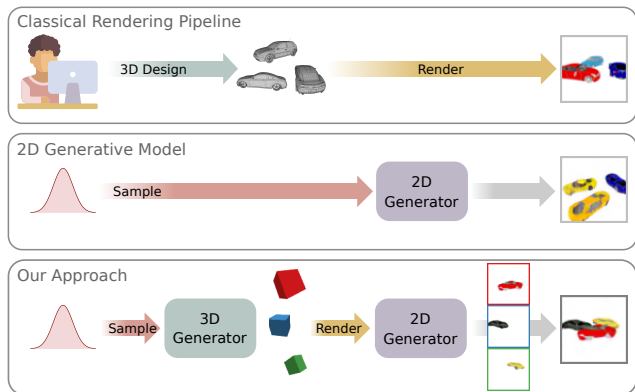 Classical Rendering Pipeline
3D Design
Render
2D Generative Model
Sample
2D
Generator
Our Approach
Sample
3D
Generator
Render
2D
Generator